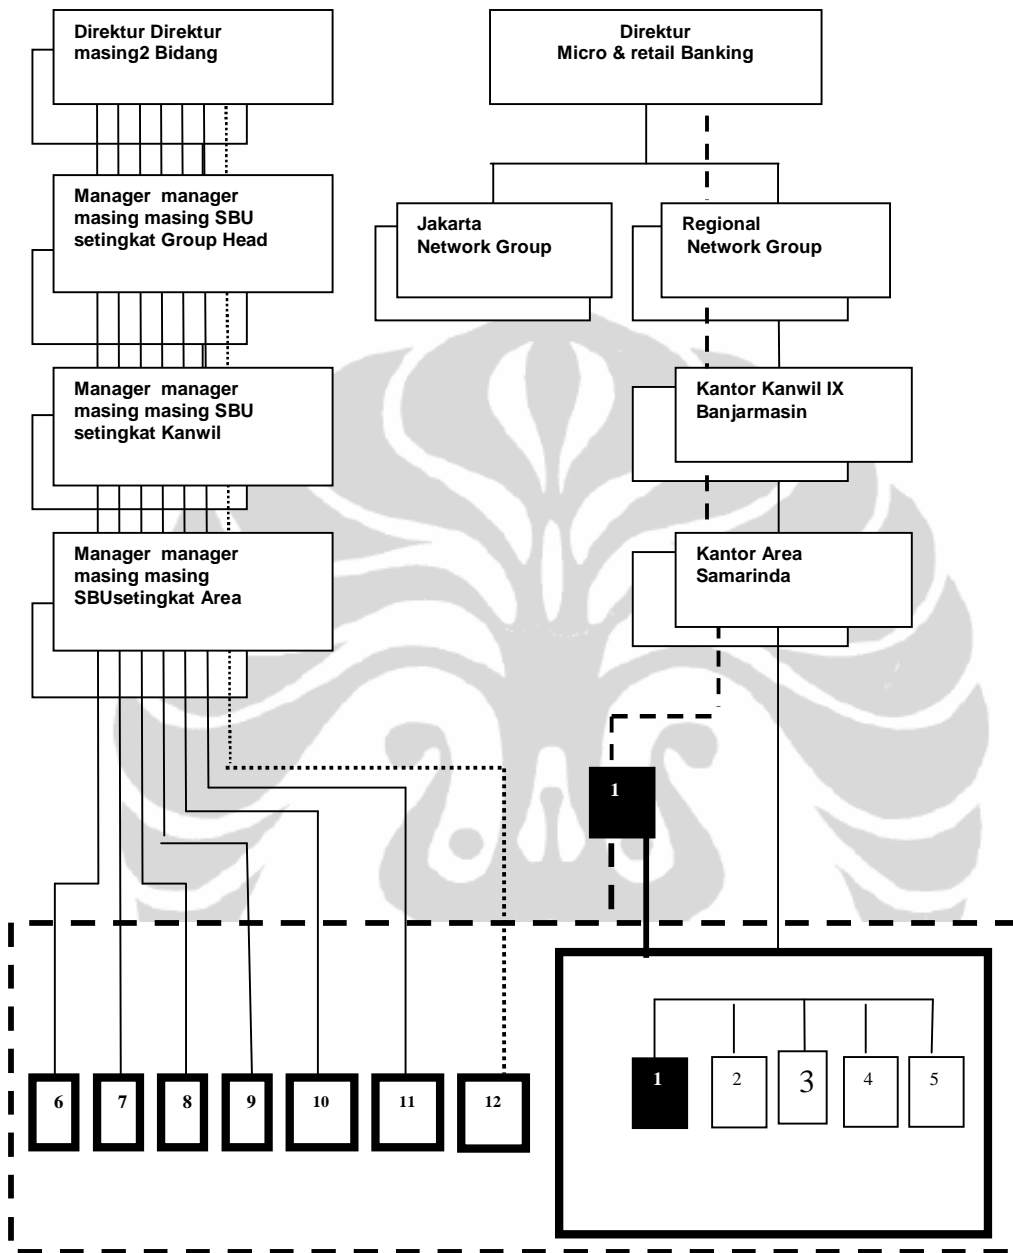 Direktur Direktur
masing2 Bidang
Direktur
Micro & retail Banking
Manager manager
masing masing SBU
setingkat Group Head
Jakarta
Network Group
Regional
Network Group
Manager manager
masing masing SBU
setingkat Kanwil
Kantor Kanwil IX
Banjarmasin
Manager manager
masing masing
SBUsetingkat Area
Kantor Area
Samarinda
1
6
7
8
9
10
11
12
1
2
3
4
5